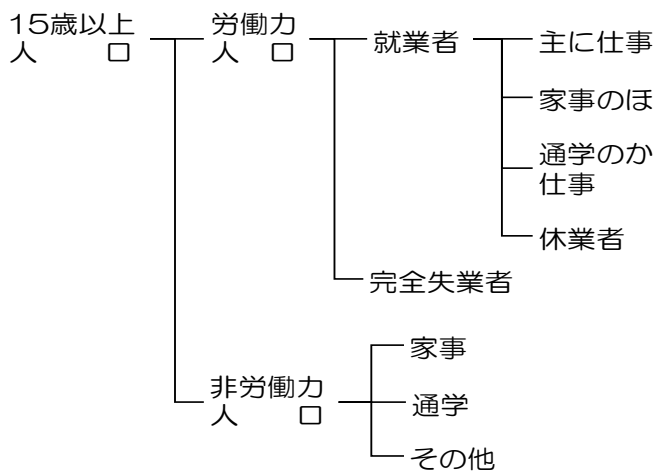 15歳以上
人口
労働力
人口
就業者
主に仕事
家事のほ
通学のか
仕事
休業者
完全失業者
非労働力
人口
家事
通学
その他